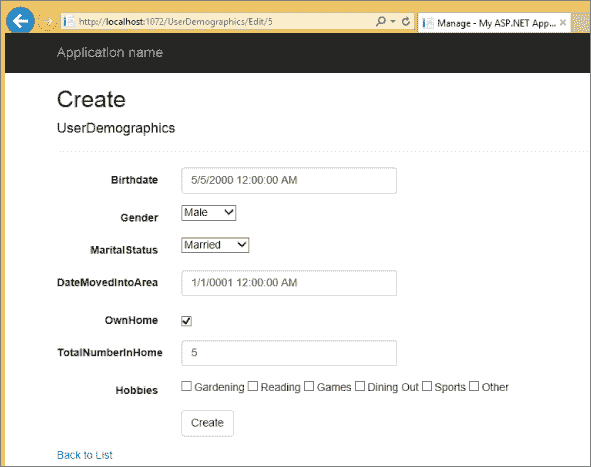 http://localhost:1072/UserDemographics/Edit/5
Manage - My ASP.NET App...
Application name
Create
UserDemographics
Birthdate 5/5/2000 12:00:00 AM
Gender Male
MaritalStatus Married
DateMovedIntoArea 1/1/0001 12:00:00 AM
OwnHome
TotalNumberInHome 5
Hobbies Gardening Reading Games Dining Out Sports Other
Create
Back to List